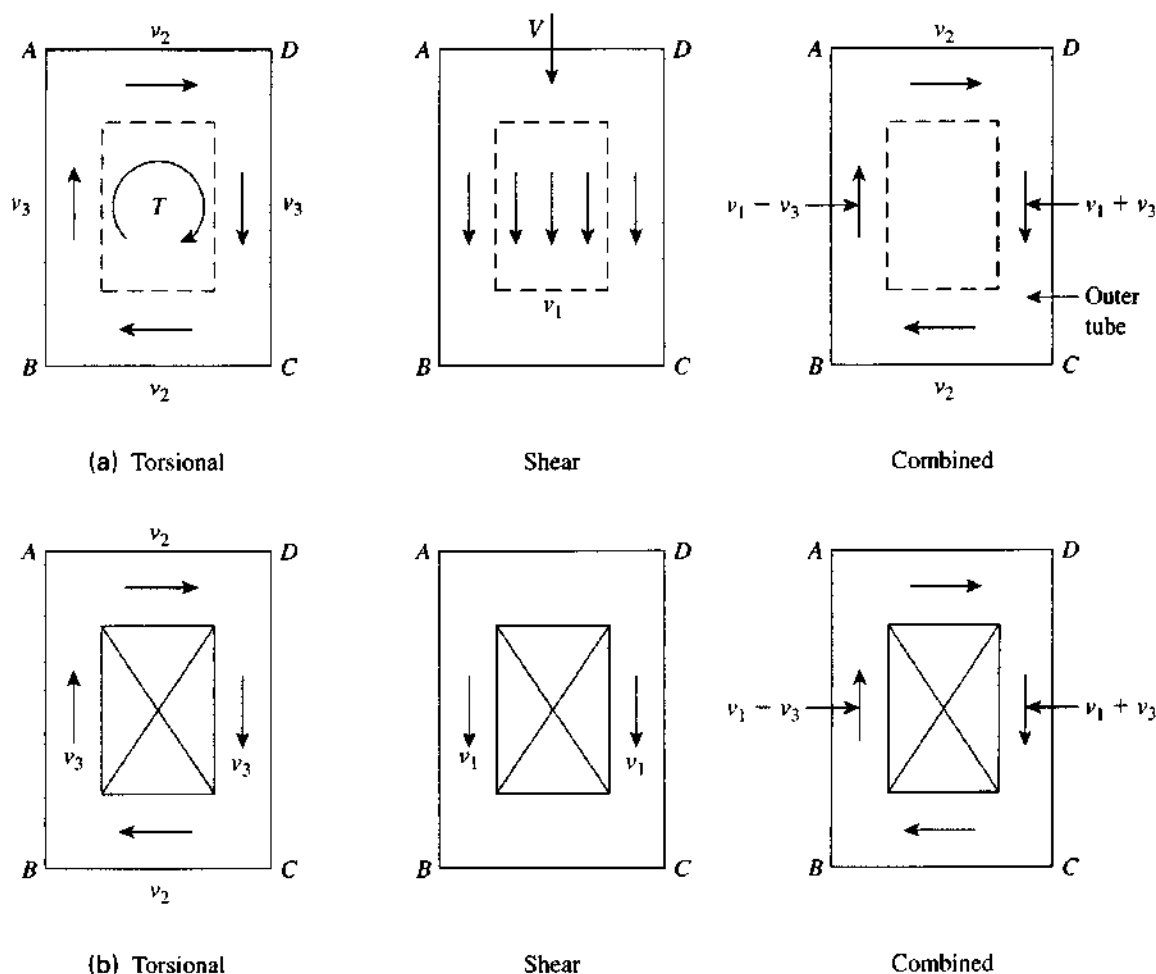 v₂ V v₂
A D A D A D
v₃ T v₃ v₁ − v₃ v₁ + v₃
v₁ Outer
tube
B C B C B C
v₂ v₂
(a) Torsional Shear Combined
v₂
A D A D A D
v₁ − v₃ v₁ + v₃
v₃ v₃ v₁ v₁
B C B C B C
v₂
(b) Torsional Shear Combined